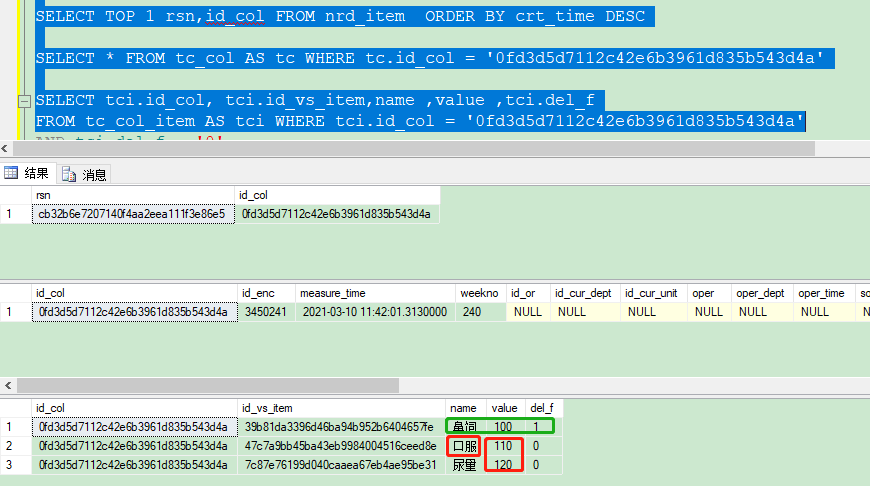 SELECT TOP 1 rsn,id_col FROM nrd_item  ORDER BY crt_time DESC
SELECT * FROM tc_col AS tc WHERE tc.id_col = '0fd3d5d7112c42e6b3961d835b543d4a'
SELECT tci.id_col, tci.id_vs_item,name ,value ,tci.del_f
FROM tc_col_item AS tci WHERE tci.id_col = '0fd3d5d7112c42e6b3961d835b543d4a'
AND tci.del_f = '0'
结果 消息
rsn id_col
1 cb32b6e7207140f4aa2eea111f3e86e5 0fd3d5d7112c42e6b3961d835b543d4a
id_col id_enc measure_time weekno id_or id_cur_dept id_cur_unit oper oper_dept oper_time
1 0fd3d5d7112c42e6b3961d835b543d4a 3450241 2021-03-10 11:42:01.3130000 240 NULL NULL NULL NULL NULL NULL
id_col id_vs_item name value del_f
1 0fd3d5d7112c42e6b3961d835b543d4a 39b81da3396d46ba94b952b6404657fe 鼻饲 100 1
2 0fd3d5d7112c42e6b3961d835b543d4a 47c7a9bb45ba43eb9984004516ceed8e 口服 110 0
3 0fd3d5d7112c42e6b3961d835b543d4a 7c87e76199d040caaea67eb4ae95be31 尿量 120 0